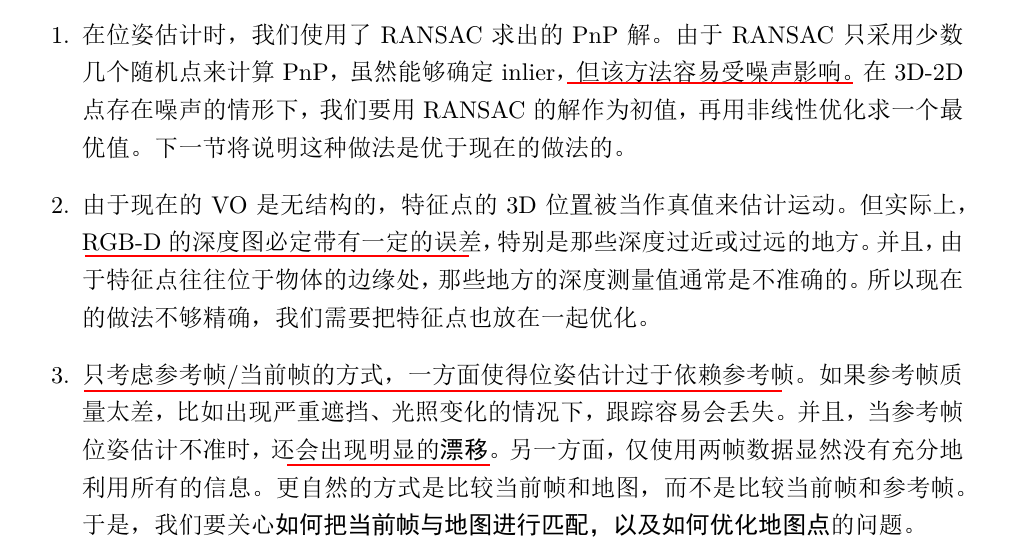 1. 在位姿估计时，我们使用了 RANSAC 求出的 PnP 解。由于 RANSAC 只采用少数
几个随机点来计算 PnP，虽然能够确定 inlier，但该方法容易受噪声影响。在 3D-2D
点存在噪声的情形下，我们要用 RANSAC 的解作为初值，再用非线性优化求一个最
优值。下一节将说明这种做法是优于现在的做法的。
2. 由于现在的 VO 是无结构的，特征点的 3D 位置被当作真值来估计运动。但实际上，
RGB-D 的深度图必定带有一定的误差，特别是那些深度过近或过远的地方。并且，由
于特征点往往位于物体的边缘处，那些地方的深度测量值通常是不准确的。所以现在
的做法不够精确，我们需要把特征点也放在一起优化。
3. 只考虑参考帧/当前帧的方式，一方面使得位姿估计过于依赖参考帧。如果参考帧质
量太差，比如出现严重遮挡、光照变化的情况下，跟踪容易会丢失。并且，当参考帧
位姿估计不准时，还会出现明显的漂移。另一方面，仅使用两帧数据显然没有充分地
利用所有的信息。更自然的方式是比较当前帧和地图，而不是比较当前帧和参考帧。
于是，我们要关心如何把当前帧与地图进行匹配，以及如何优化地图点的问题。